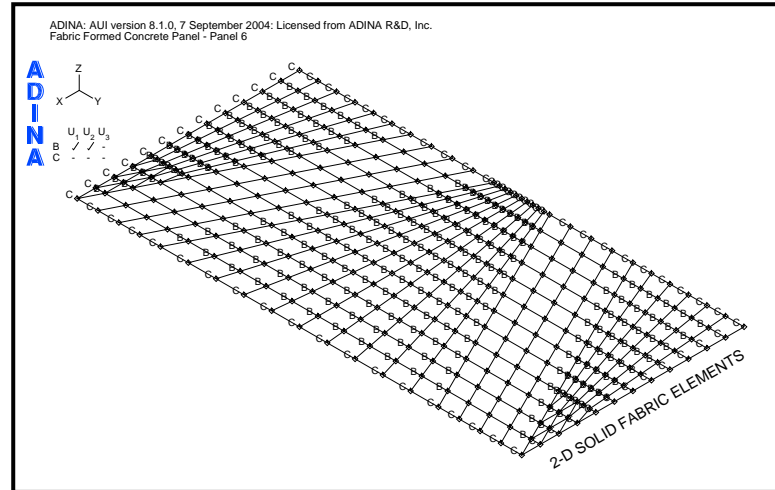 ADINA: AUI version 8.1.0, 7 September 2004: Licensed from ADINA R&D, Inc.
Fabric Formed Concrete Panel - Panel 6
ADINA
Z
X Y
U1 U2 U3
B ✓ ✓ -
C - - -
2-D SOLID FABRIC ELEMENTS